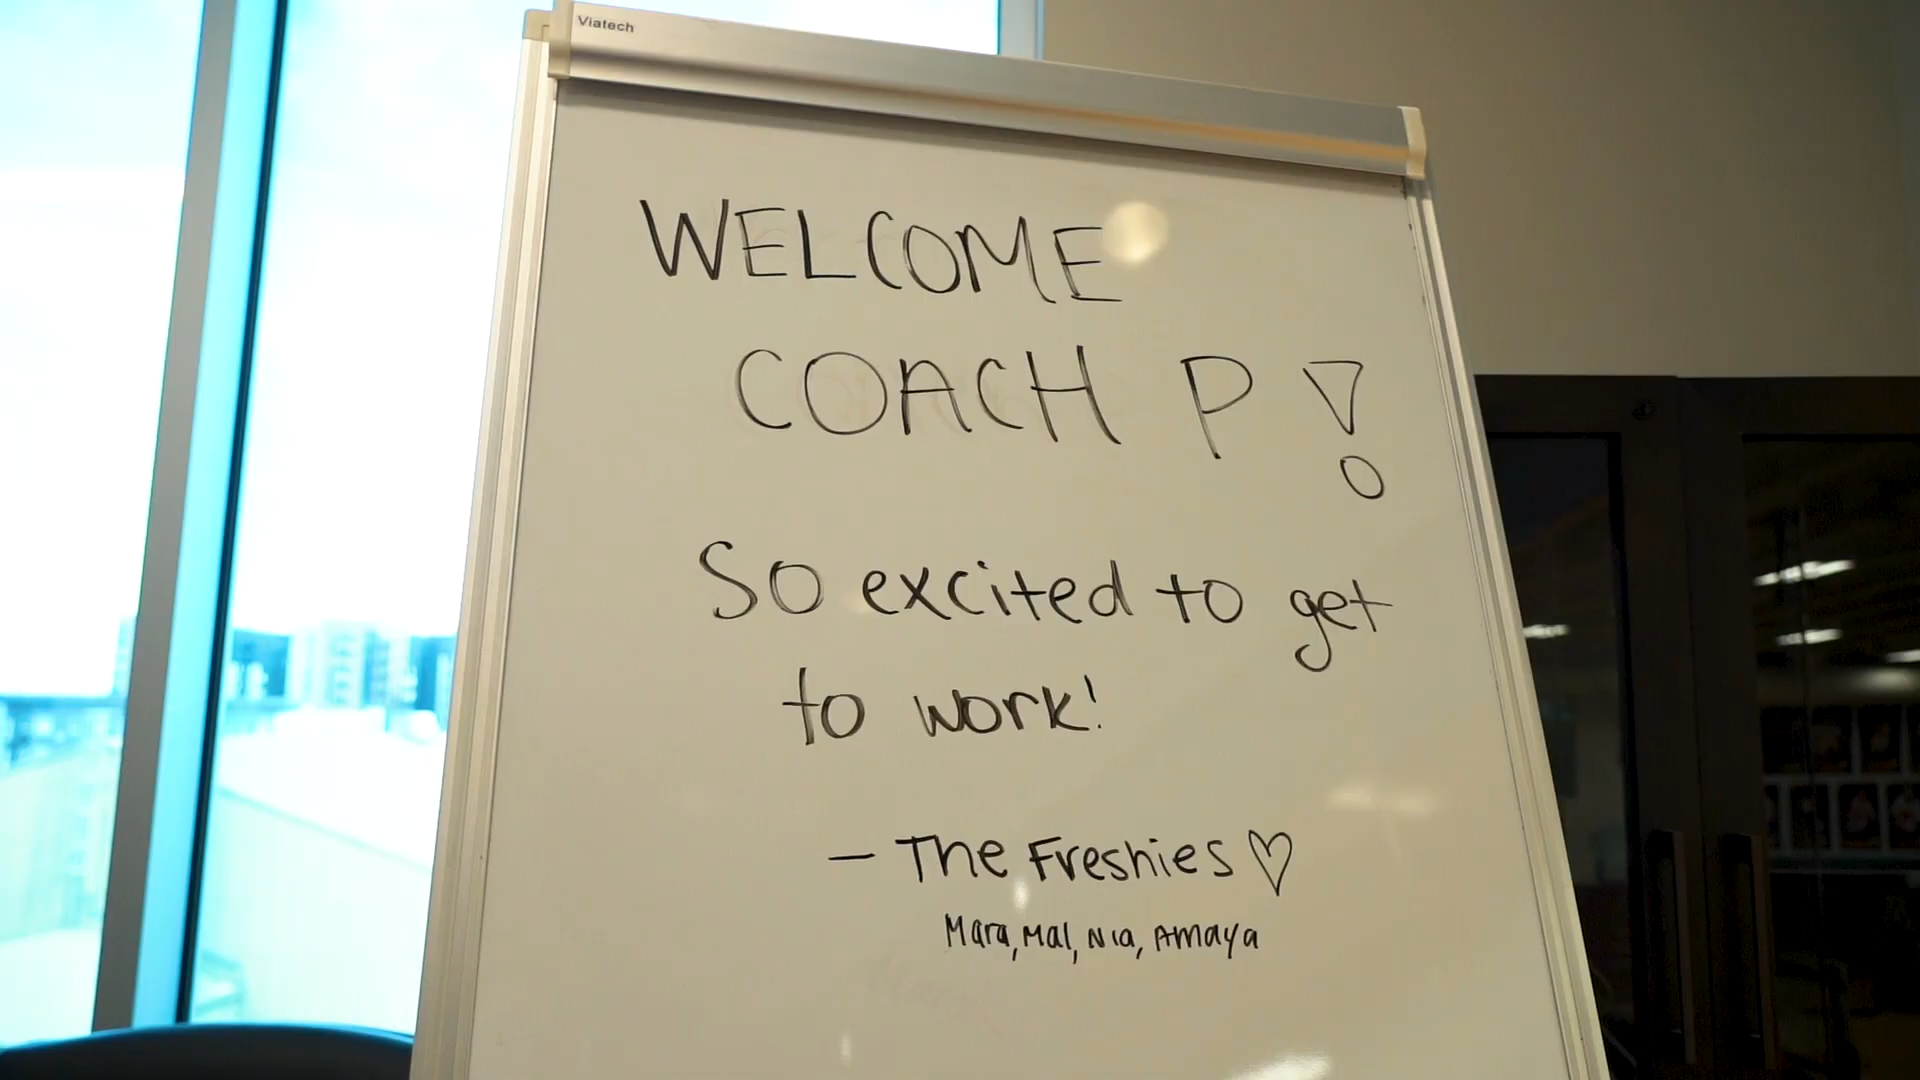 Viatech
WELCOME
COACH P!
So excited to get
to work!
- The Freshies ♡
Mara, Mal, Nia, Amaya